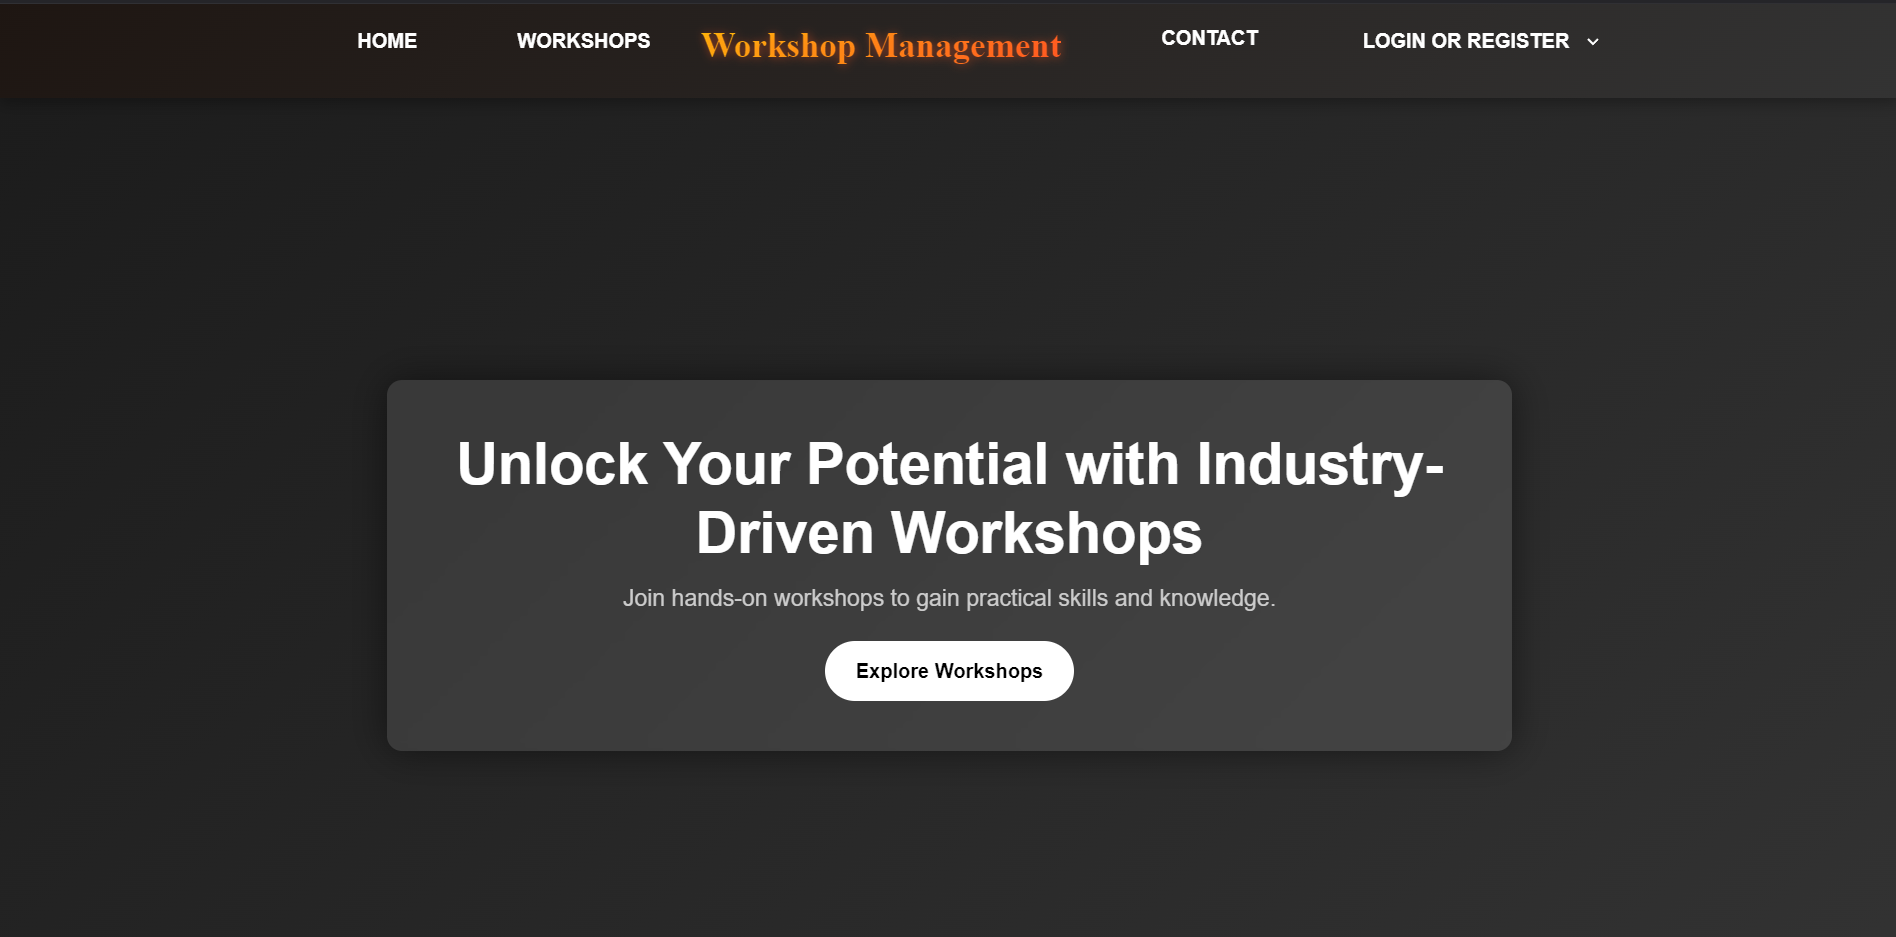 HOME
WORKSHOPS
Workshop Management
CONTACT
LOGIN OR REGISTER
Unlock Your Potential with Industry-
Driven Workshops
Join hands-on workshops to gain practical skills and knowledge.
Explore Workshops